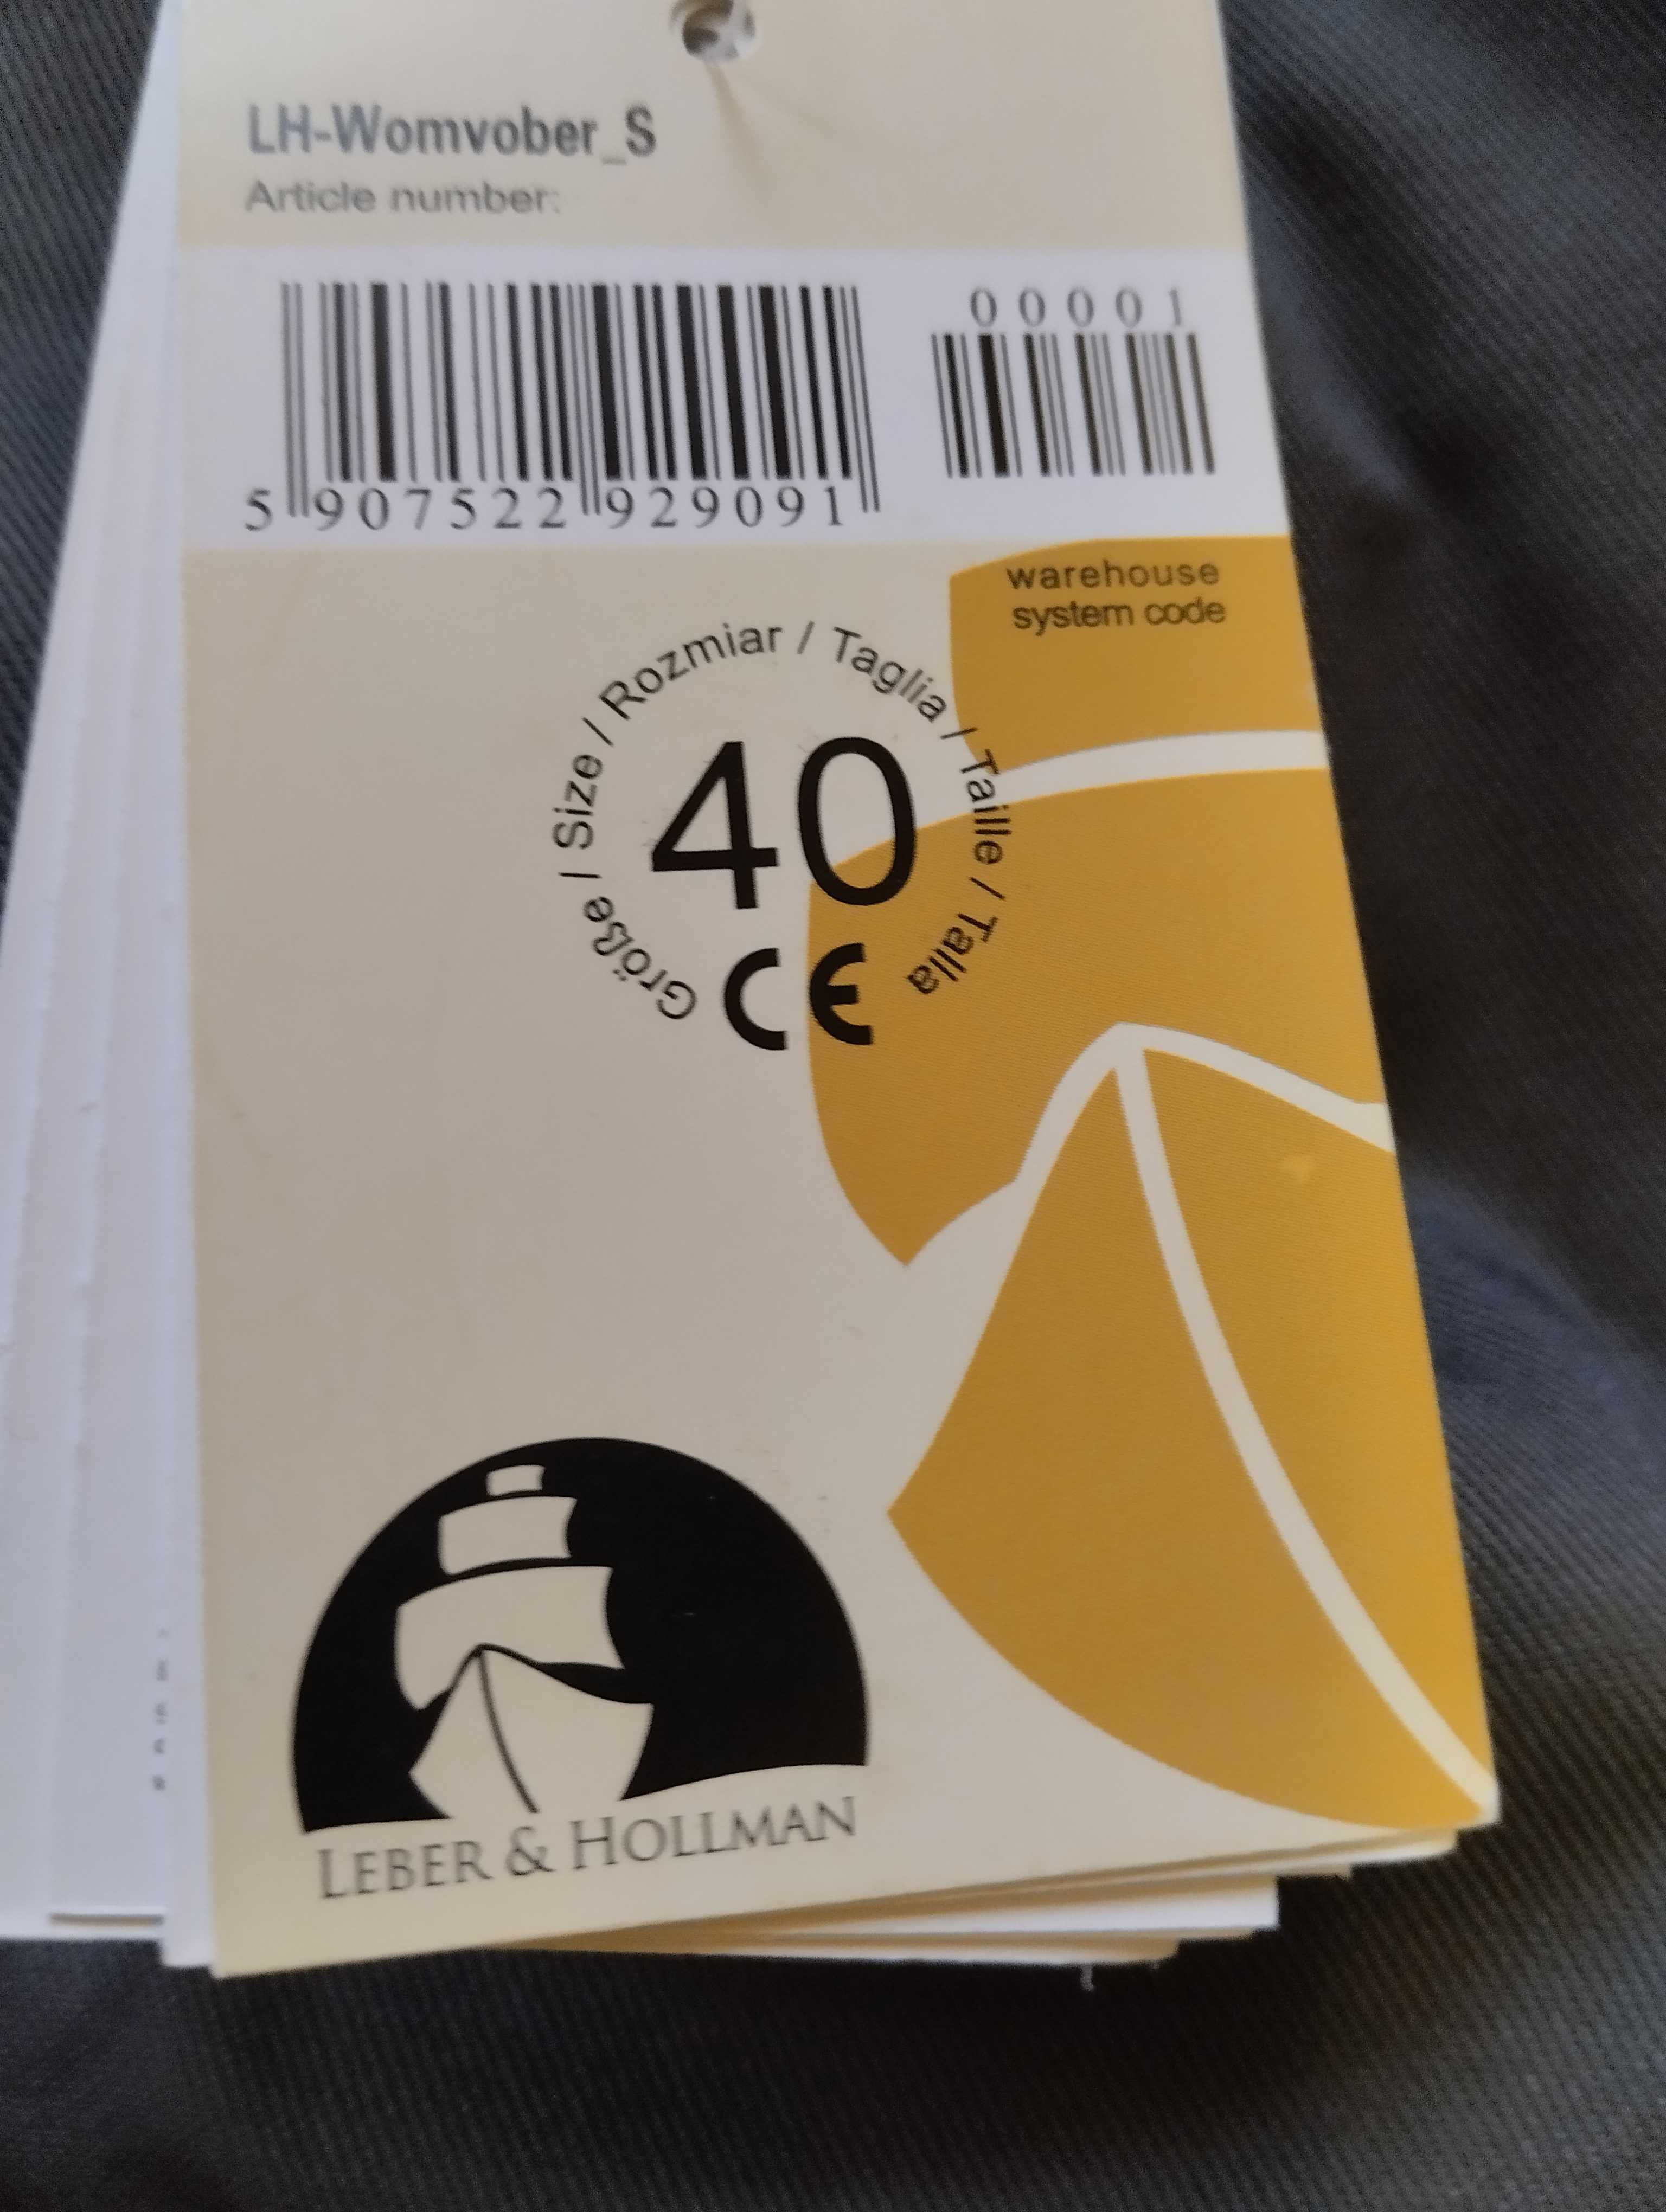 LH-Womvober_S
Article number:
00001
5 907522 929091
warehouse
system code
Größe / Size / Rozmiar / Taglia / Taille / Talla
40
CE
LEBER & HOLLMAN